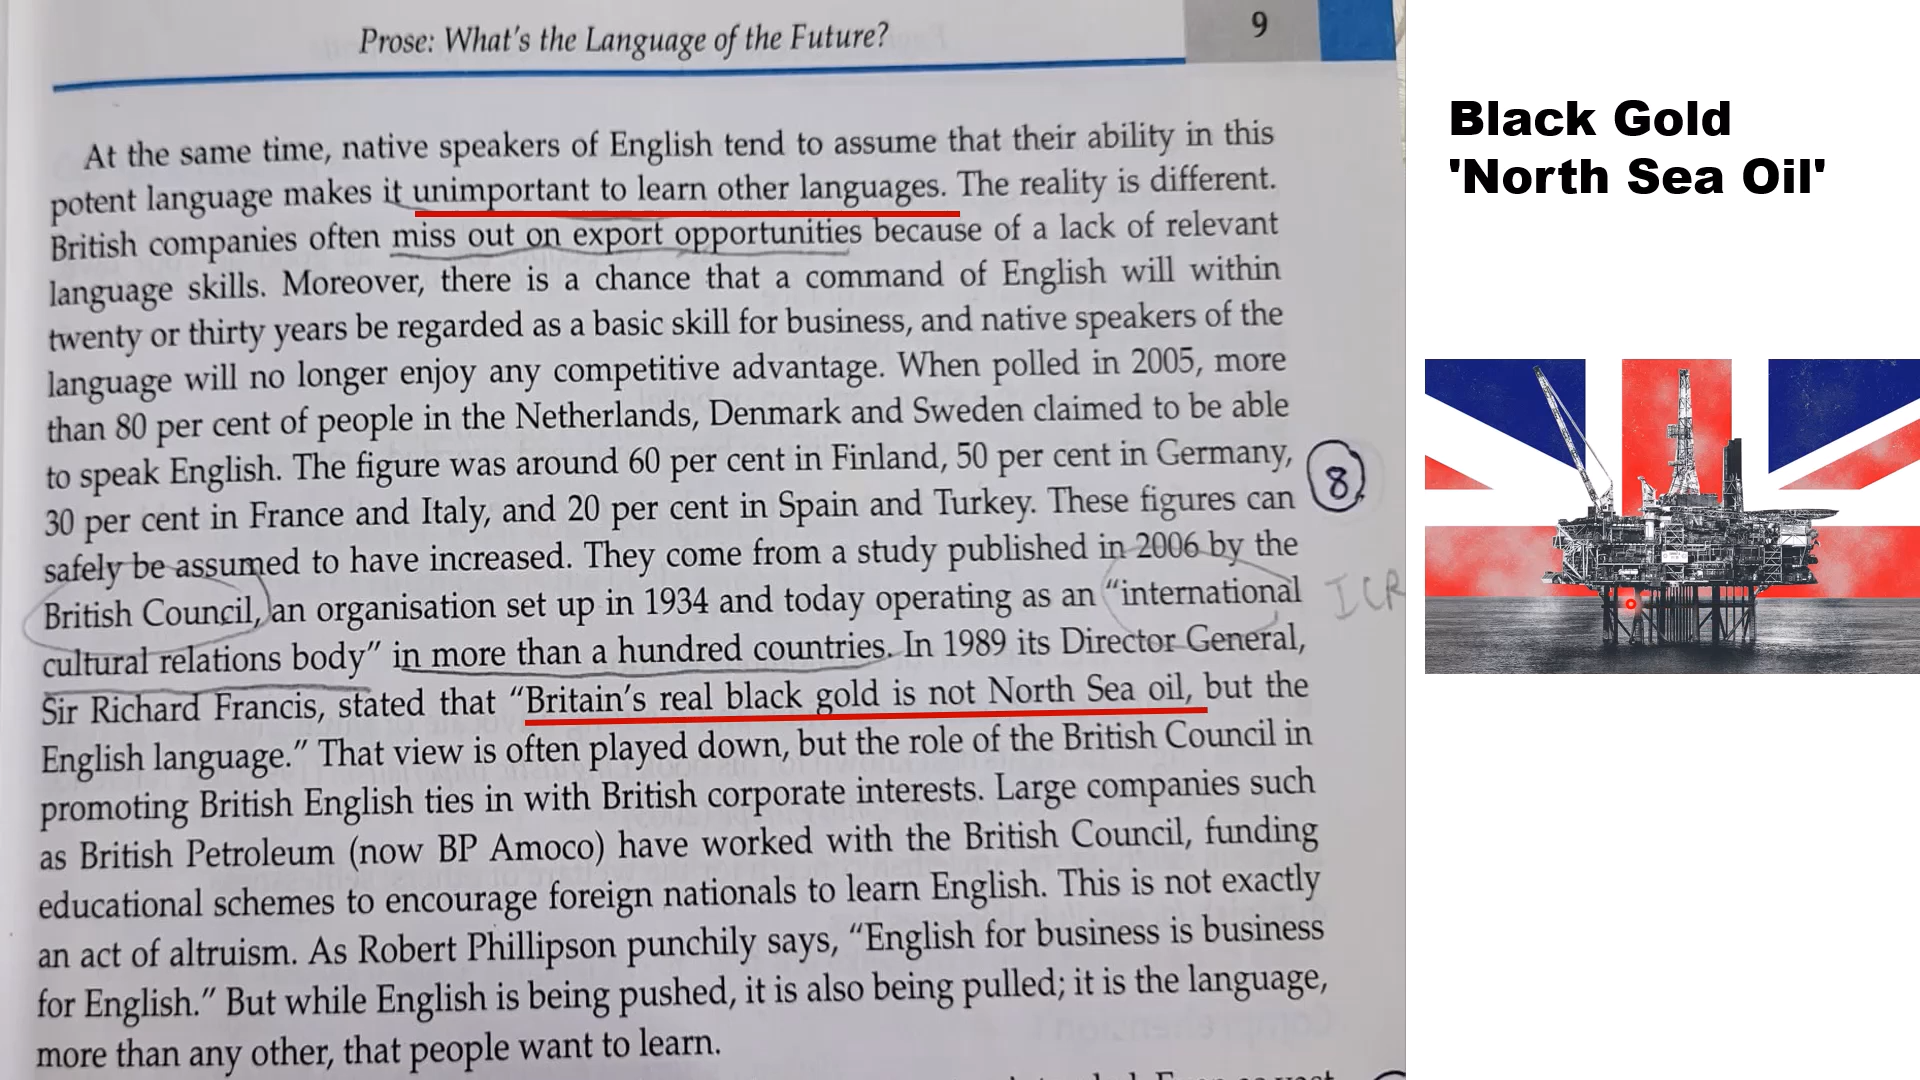 Prose: What's the Language of the Future?
9
At the same time, native speakers of English tend to assume that their ability in this
potent language makes it unimportant to learn other languages. The reality is different.
British companies often miss out on export opportunities because of a lack of relevant
language skills. Moreover, there is a chance that a command of English will within
twenty or thirty years be regarded as a basic skill for business, and native speakers of the
language will no longer enjoy any competitive advantage. When polled in 2005, more
than 80 per cent of people in the Netherlands, Denmark and Sweden claimed to be able
to speak English. The figure was around 60 per cent in Finland, 50 per cent in Germany,
30 per cent in France and Italy, and 20 per cent in Spain and Turkey. These figures can
safely be assumed to have increased. They come from a study published in 2006 by the
British Council, an organisation set up in 1934 and today operating as an “international
cultural relations body” in more than a hundred countries. In 1989 its Director General,
Sir Richard Francis, stated that “Britain’s real black gold is not North Sea oil, but the
English language.” That view is often played down, but the role of the British Council in
promoting British English ties in with British corporate interests. Large companies such
as British Petroleum (now BP Amoco) have worked with the British Council, funding
educational schemes to encourage foreign nationals to learn English. This is not exactly
an act of altruism. As Robert Phillipson punchily says, “English for business is business
for English.” But while English is being pushed, it is also being pulled; it is the language,
more than any other, that people want to learn.
8
ICR
Black Gold
'North Sea Oil'